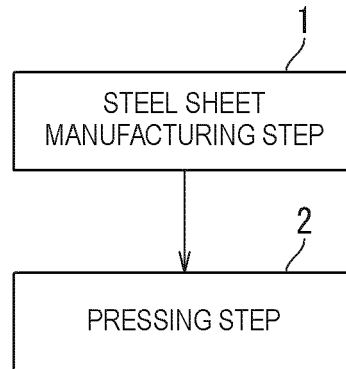 1
STEEL SHEET
MANUFACTURING STEP
2
PRESSING STEP